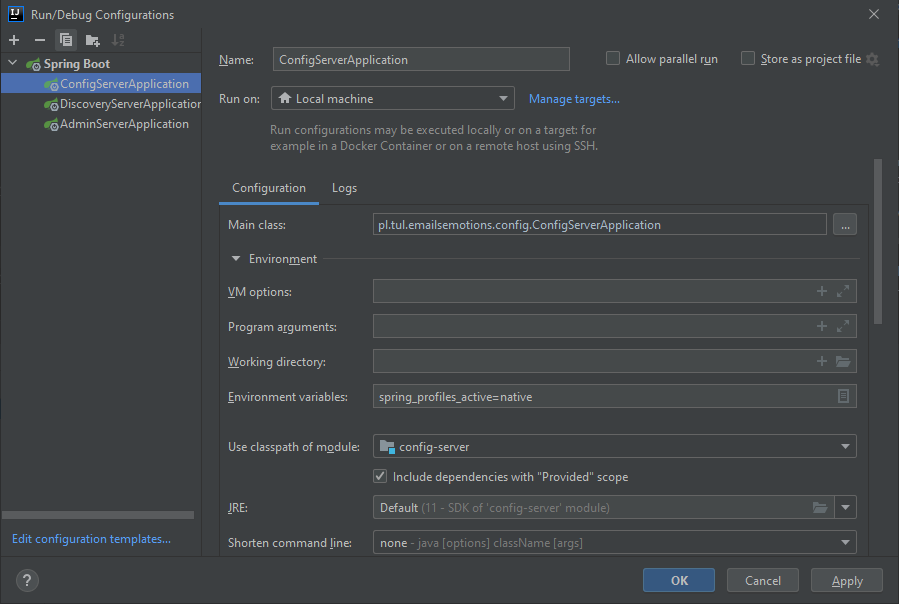 Run/Debug Configurations
Spring Boot
ConfigServerApplication
DiscoveryServerApplication
AdminServerApplication
Edit configuration templates...
Name: ConfigServerApplication Allow parallel run Store as project file
Run on: Local machine Manage targets...
Run configurations may be executed locally or on a target: for
example in a Docker Container or on a remote host using SSH.
Configuration Logs
Main class: pl.tul.emailsemotions.config.ConfigServerApplication ...
Environment
VM options:
Program arguments:
Working directory:
Environment variables: spring_profiles_active=native
Use classpath of module: config-server
Include dependencies with "Provided" scope
JRE: Default (11 - SDK of 'config-server' module)
Shorten command line: none - java [options] className [args]
? OK Cancel Apply